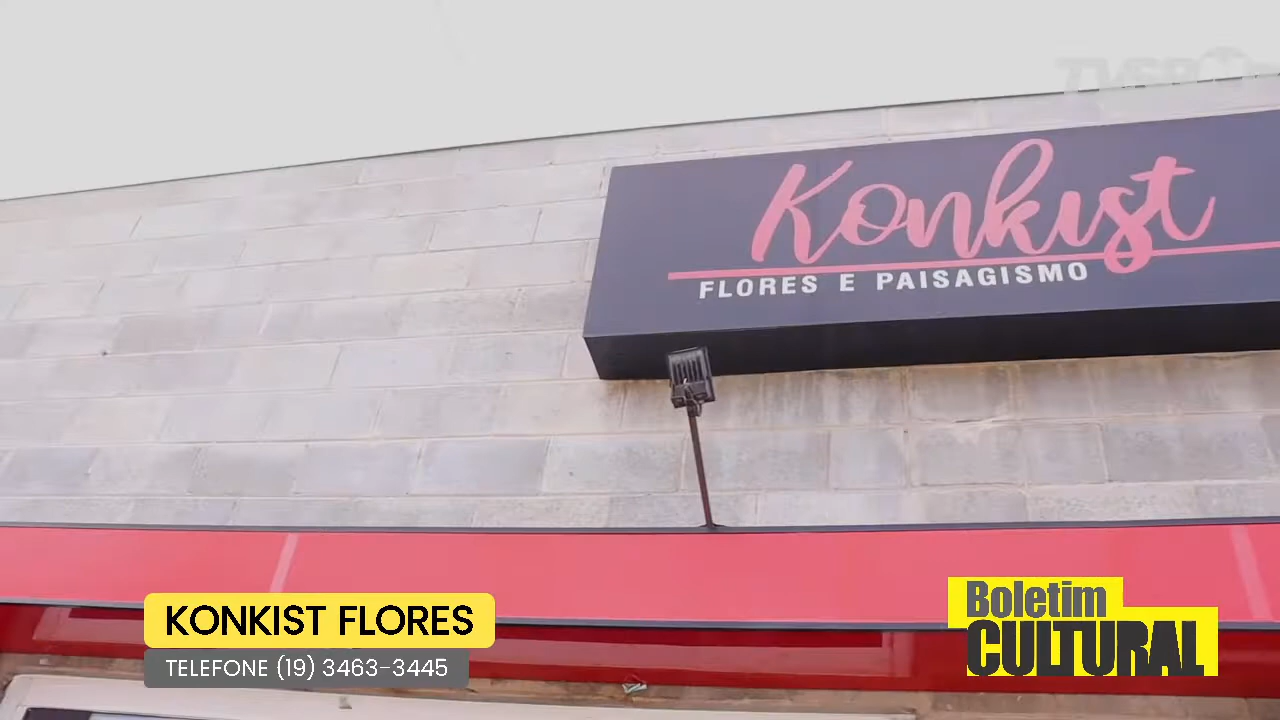 Konkist
FLORES E PAISAGISMO
KONKIST FLORES
TELEFONE (19) 3463-3445
Boletim
CULTURAL